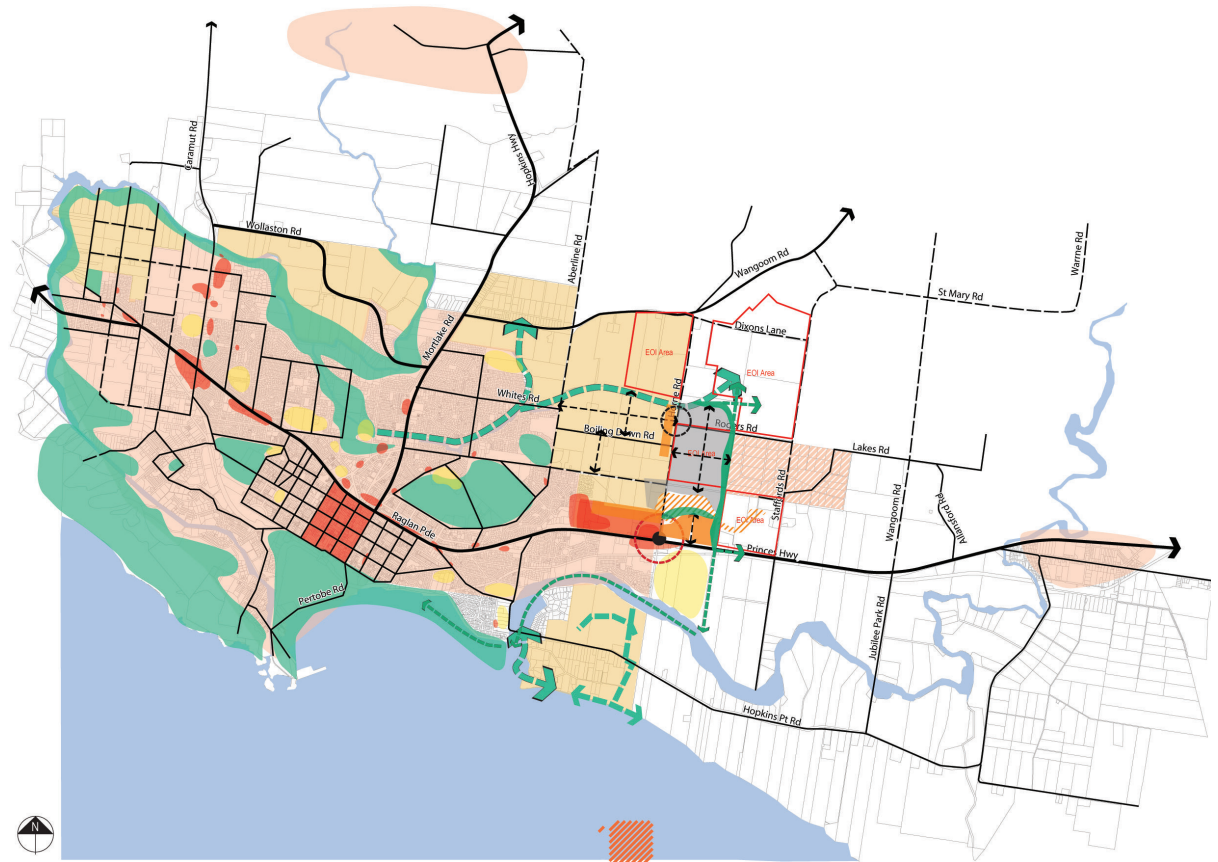 Caramut Rd
Hopkins Hwy
Wollaston Rd
Aberline Rd
Wangoom Rd
Warrne Rd
St Mary Rd
Dixons Lane
Mortlake Rd
EOI Area
EOI Area
Whites Rd
Rogers Rd
Boiling Down Rd
Lakes Rd
EOI Area
Staffords Rd
Wangoom Rd
Allansford Rd
Raglan Pde
EOI Area
Princes Hwy
Pertobe Rd
Jubilee Park Rd
Hopkins Pt Rd
N